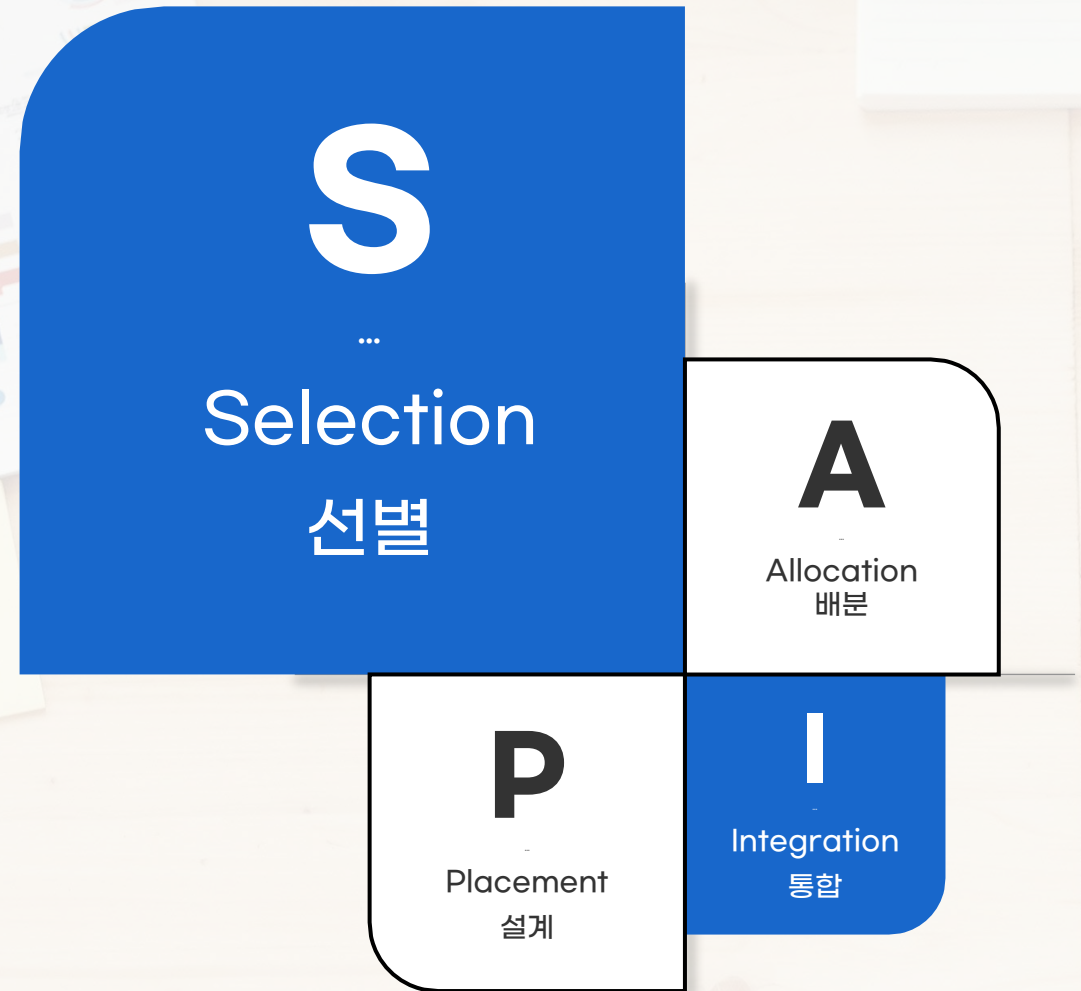 S
...
Selection
선별
A
...
Allocation
배분
P
...
Placement
설계
I
...
Integration
통합